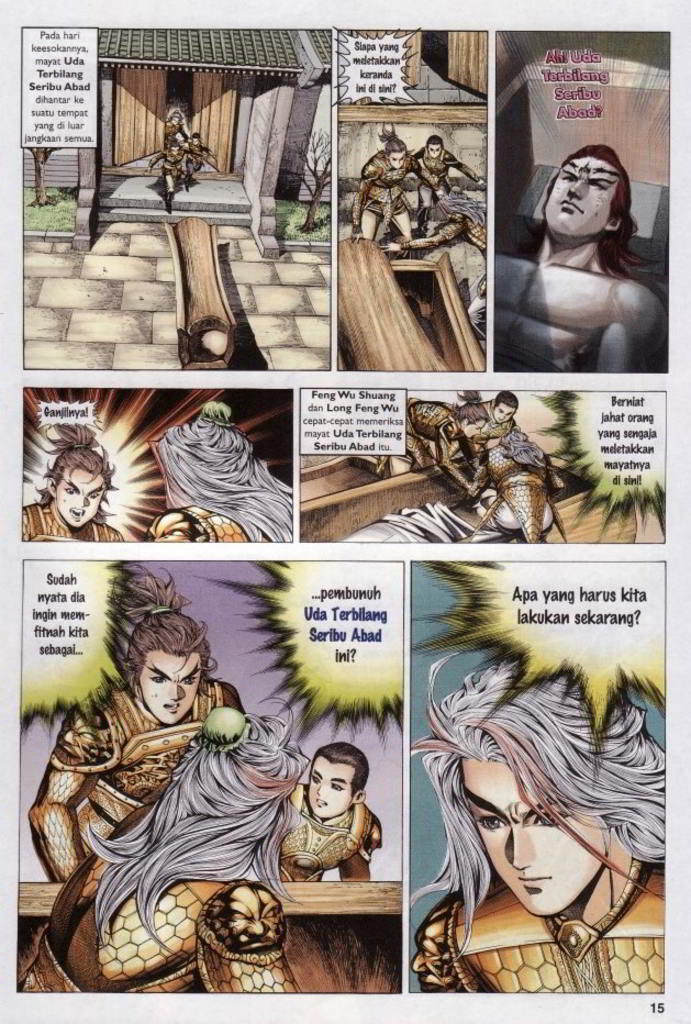 Pada hari
keesokannya,
mayat Uda
Terbilang
Seribu Abad
dihantar ke
suatu tempat
yang di luar
jangkaan semua.
Siapa yang
meletakkan
keranda
ini di sini?
Ah! Uda
Terbilang
Seribu
Abad?
Ganjilnya!
Feng Wu Shuang
dan Long Feng Wu
cepat-cepat memeriksa
mayat Uda Terbilang
Seribu Abad itu.
Berniat
jahat orang
yang sengaja
meletakkan
mayatnya
di sini!
Sudah
nyata dia
ingin mem-
fitnah kita
sebagai...
...pembunuh
Uda Terbilang
Seribu Abad
ini?
Apa yang harus kita
lakukan sekarang?
15